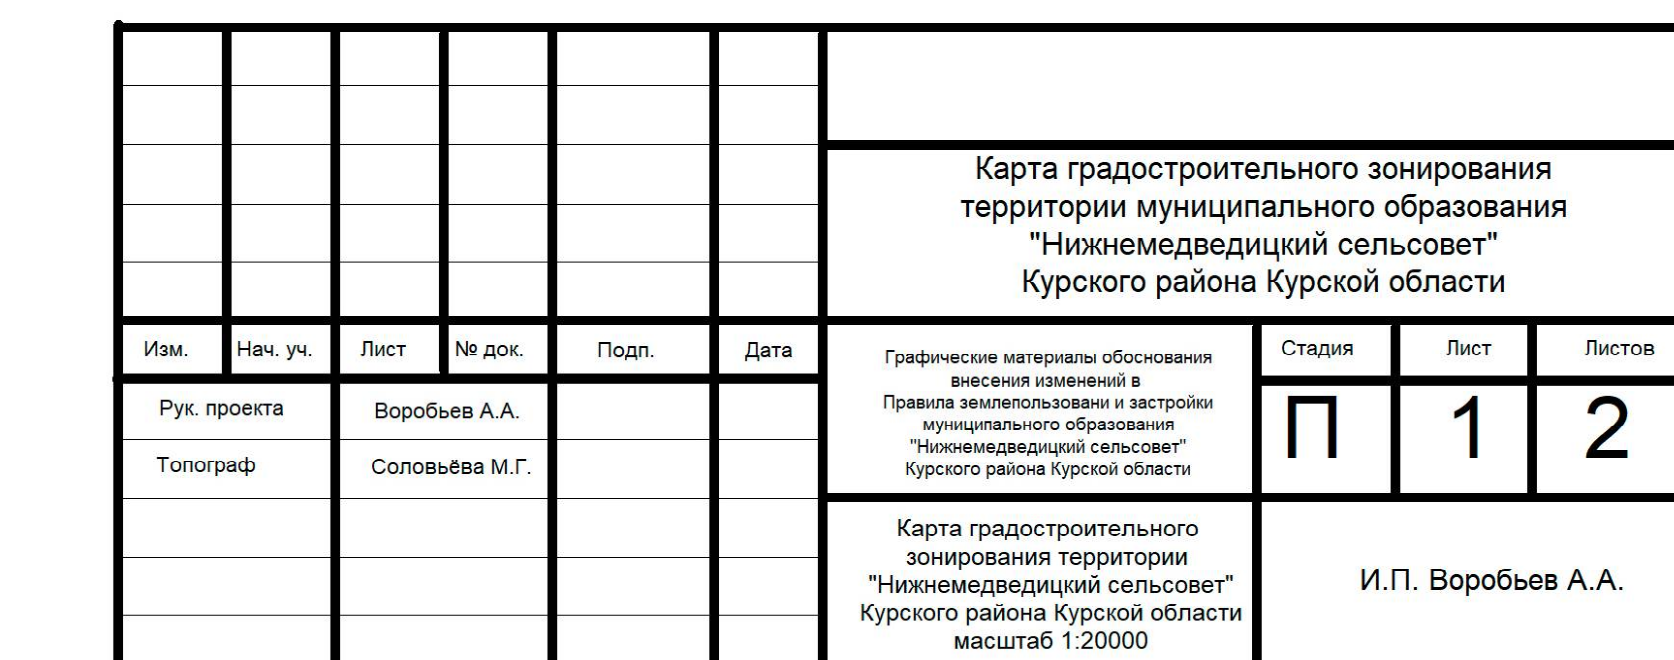 Карта градостроительного зонирования
территории муниципального образования
"Нижнемедведицкий сельсовет"
Курского района Курской области
Изм. Нач. уч. Лист № док. Подп. Дата
Графические материалы обоснования
внесения изменений в
Правила землепользовани и застройки
муниципального образования
"Нижнемедведицкий сельсовет"
Курского района Курской области
Стадия Лист Листов
П 1 2
Рук. проекта Воробьев А.А.
Топограф Соловьёва М.Г.
Карта градостроительного
зонирования территории
"Нижнемедведицкий сельсовет"
Курского района Курской области
масштаб 1:20000
И.П. Воробьев А.А.